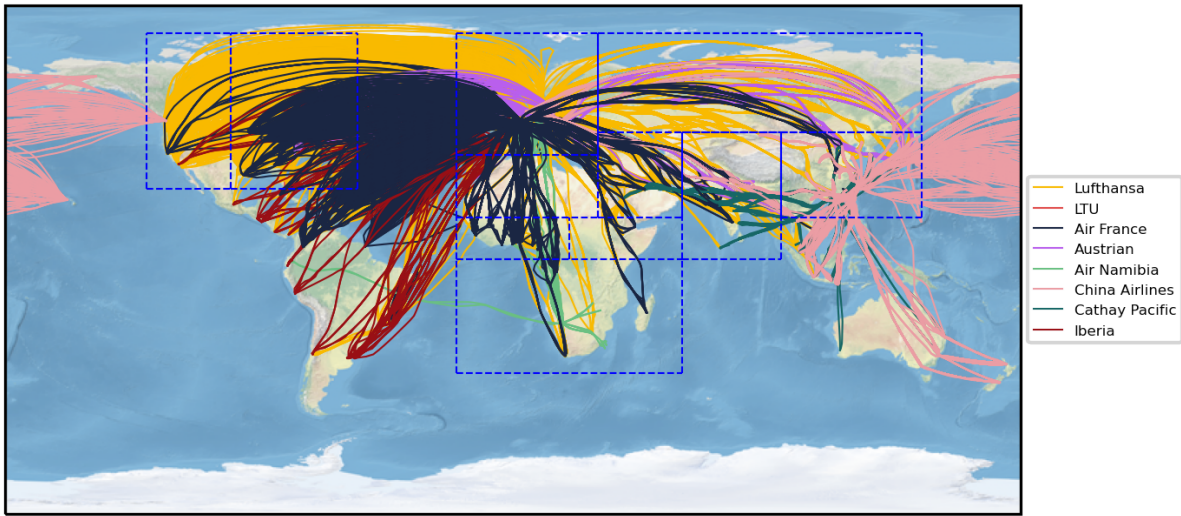 Lufthansa
LTU
Air France
Austrian
Air Namibia
China Airlines
Cathay Pacific
Iberia